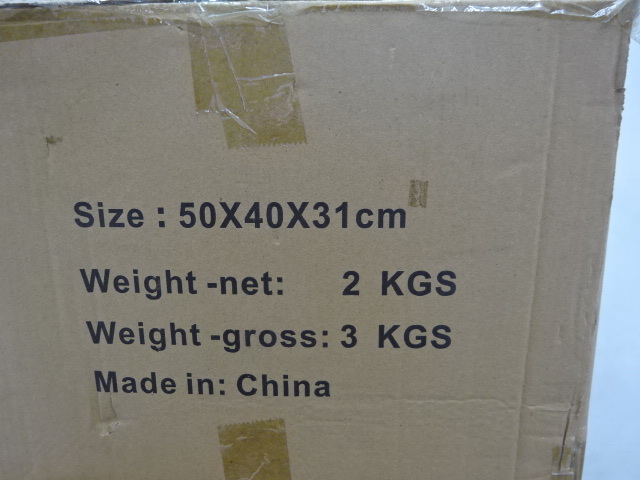 Size : 50X40X31cm
Weight -net: 2 KGS
Weight -gross: 3 KGS
Made in: China